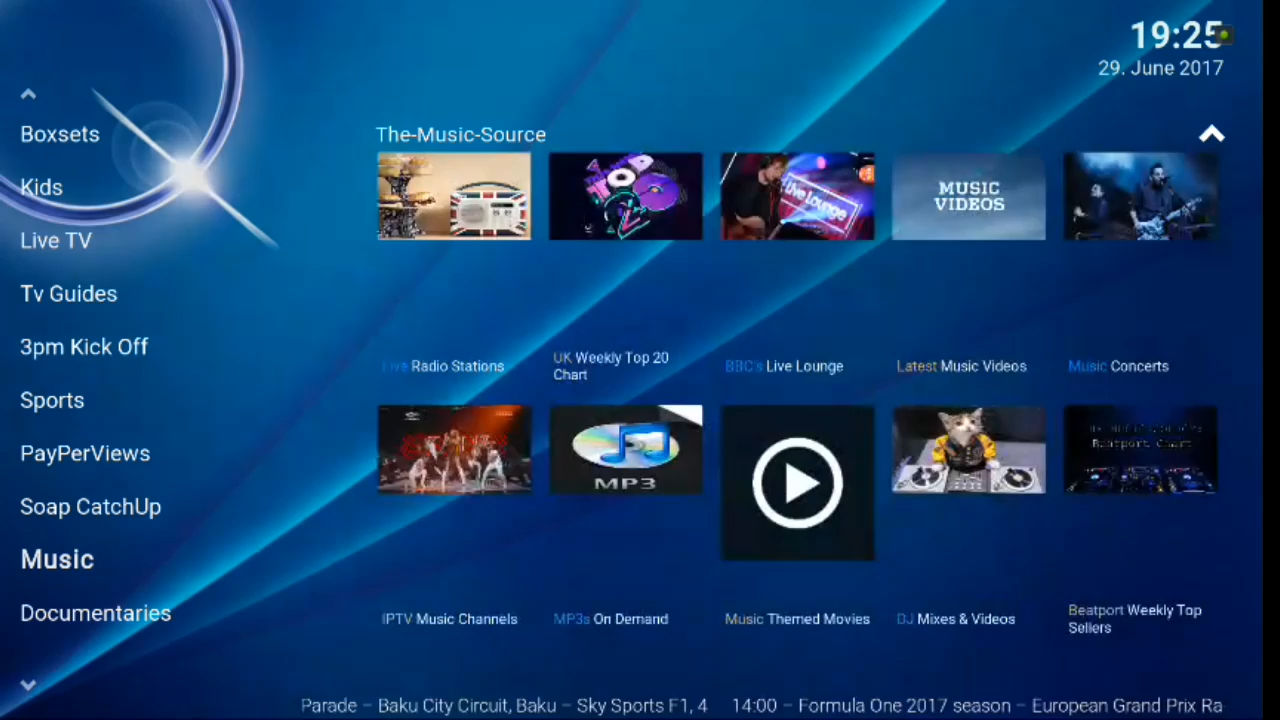 19:25
29. June 2017
Boxsets
Kids
Live TV
Tv Guides
3pm Kick Off
Sports
PayPerViews
Soap CatchUp
Music
Documentaries
The-Music-Source
Live Lounge
MUSIC
VIDEOS
Live Radio Stations
UK Weekly Top 20
Chart
BBC's Live Lounge
Latest Music Videos
Music Concerts
MP3
Beatport Chart
IPTV Music Channels
MP3s On Demand
Music Themed Movies
DJ Mixes & Videos
Beatport Weekly Top
Sellers
Parade – Baku City Circuit, Baku – Sky Sports F1, 4 14:00 – Formula One 2017 season – European Grand Prix Ra